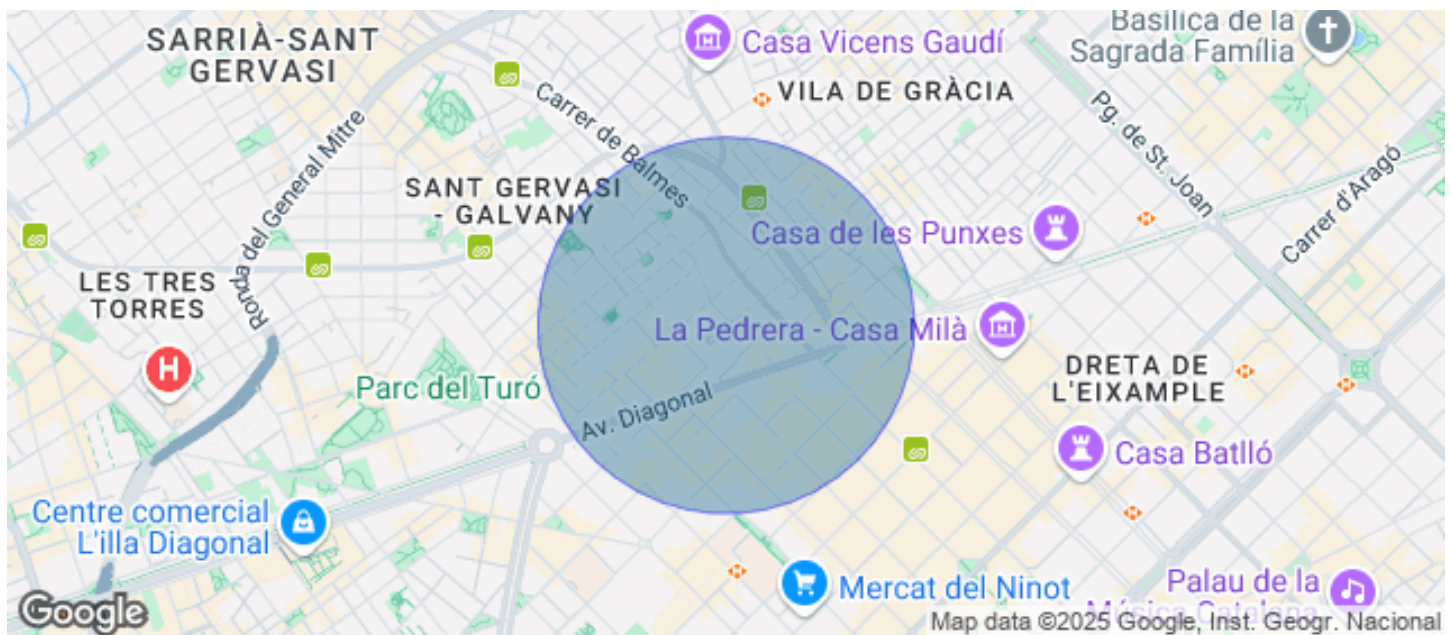 SARRIÀ-SANT
GERVASI
Casa Vicens Gaudí
Basílica de la
Sagrada Família
VILA DE GRÀCIA
Carrer de Balmes
Ronda del General Mitre
Pg. de St. Joan
Carrer d'Aragó
SANT GERVASI
- GALVANY
Casa de les Punxes
LES TRES
TORRES
H
La Pedrera - Casa Milà
Parc del Turó
DRETA DE
L'EIXAMPLE
Av. Diagonal
Casa Batlló
Centre comercial
L'illa Diagonal
Mercat del Ninot
Palau de la
Música Catalana
Google
Map data ©2025 Google, Inst. Geogr. Nacional